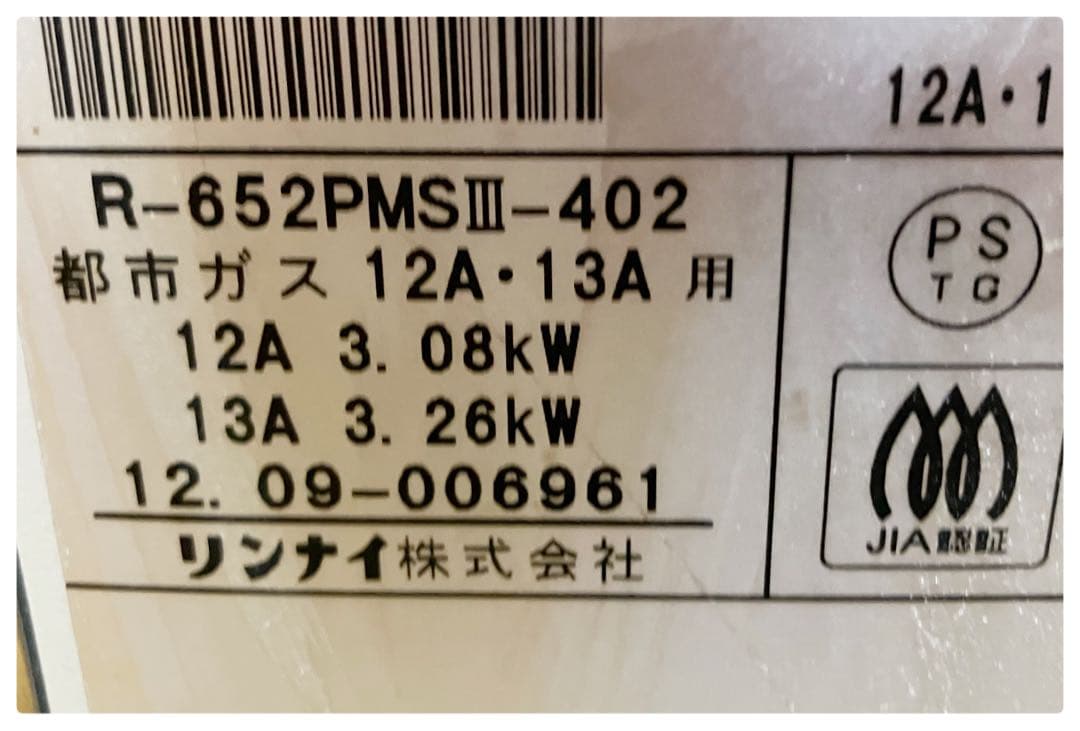 12A・1
R-652PMSⅢ-402
都市ガス 12A・13A 用
12A 3. 08kW
13A 3. 26kW
12. 09-006961
リンナイ株式会社
PS
TG
JIA認証